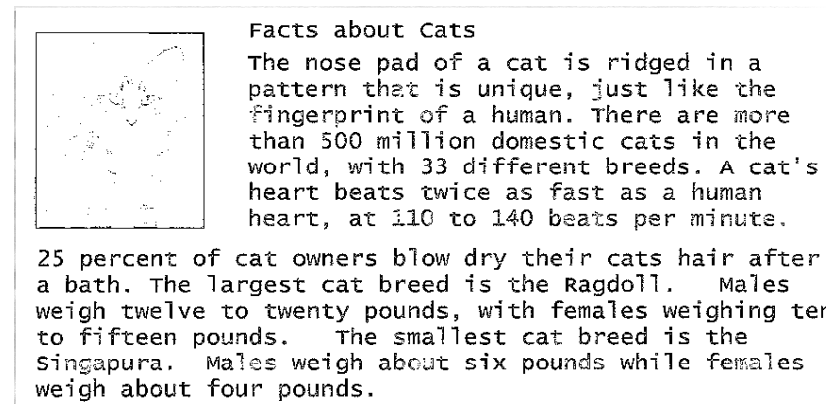 Facts about Cats
The nose pad of a cat is ridged in a
pattern that is unique, just like the
fingerprint of a human. There are more
than 500 million domestic cats in the
world, with 33 different breeds. A cat's
heart beats twice as fast as a human
heart, at 110 to 140 beats per minute.
25 percent of cat owners blow dry their cats hair after
a bath. The largest cat breed is the Ragdoll. Males
weigh twelve to twenty pounds, with females weighing ten
to fifteen pounds. The smallest cat breed is the
Singapura. Males weigh about six pounds while females
weigh about four pounds.